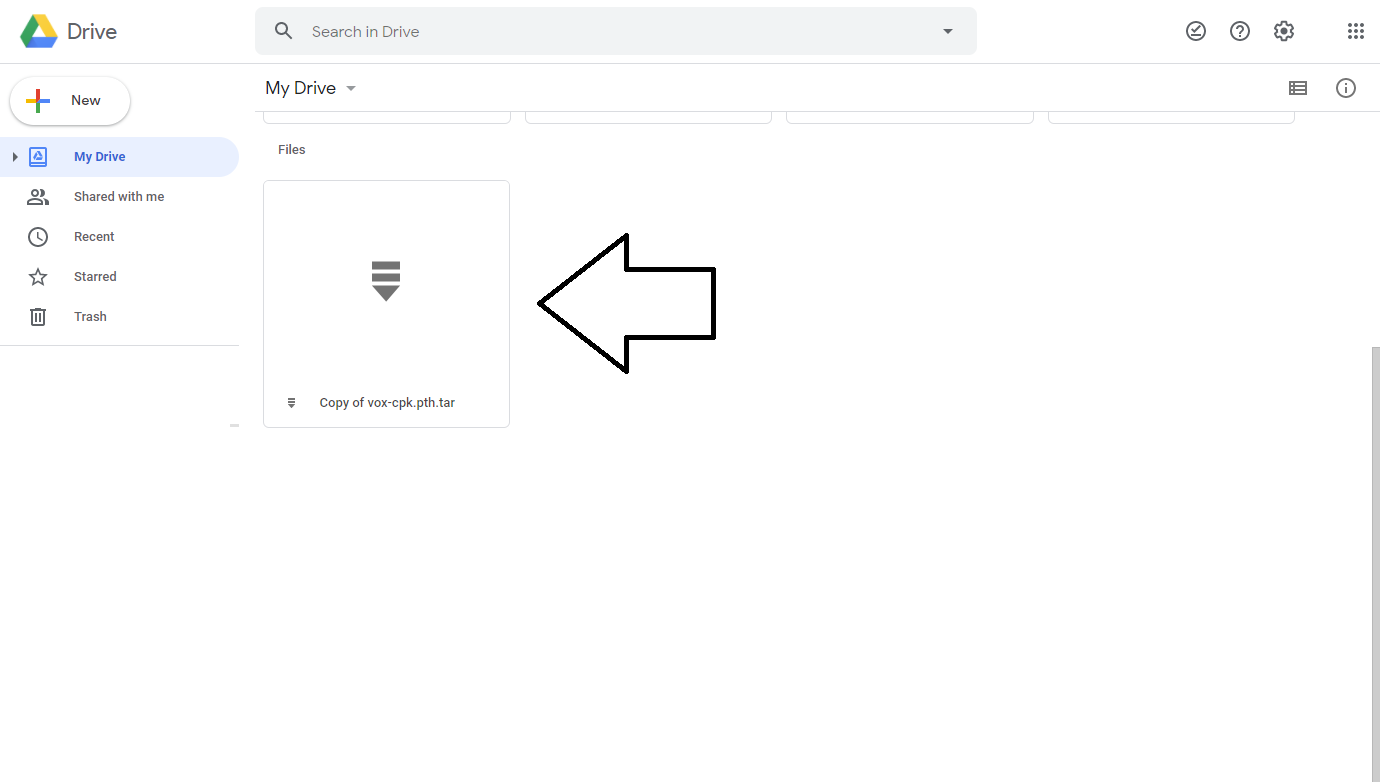 Drive
Search in Drive
New
My Drive
My Drive
Shared with me
Recent
Starred
Trash
Files
Copy of vox-cpk.pth.tar